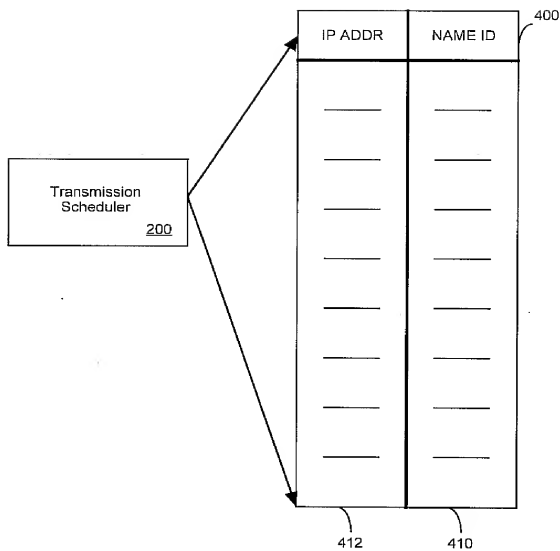 IP ADDR NAME ID
400
Transmission
Scheduler
200
412 410